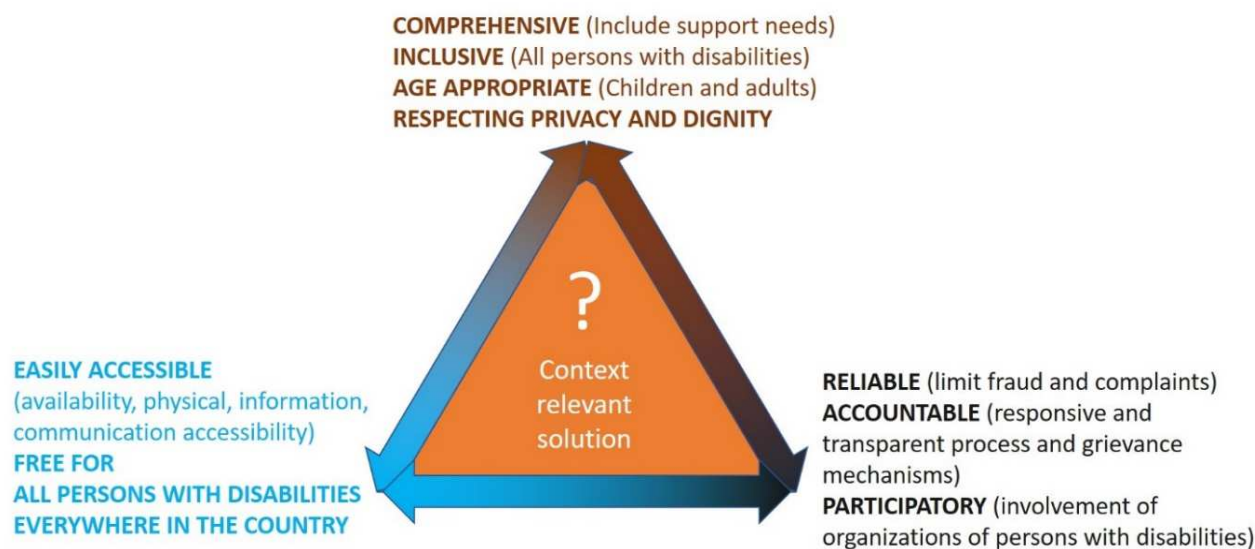 COMPREHENSIVE (Include support needs)
INCLUSIVE (All persons with disabilities)
AGE APPROPRIATE (Children and adults)
RESPECTING PRIVACY AND DIGNITY
?
Context
relevant
solution
EASILY ACCESSIBLE
(availability, physical, information,
communication accessibility)
FREE FOR
ALL PERSONS WITH DISABILITIES
EVERYWHERE IN THE COUNTRY
RELIABLE (limit fraud and complaints)
ACCOUNTABLE (responsive and
transparent process and grievance
mechanisms)
PARTICIPATORY (involvement of
organizations of persons with disabilities)